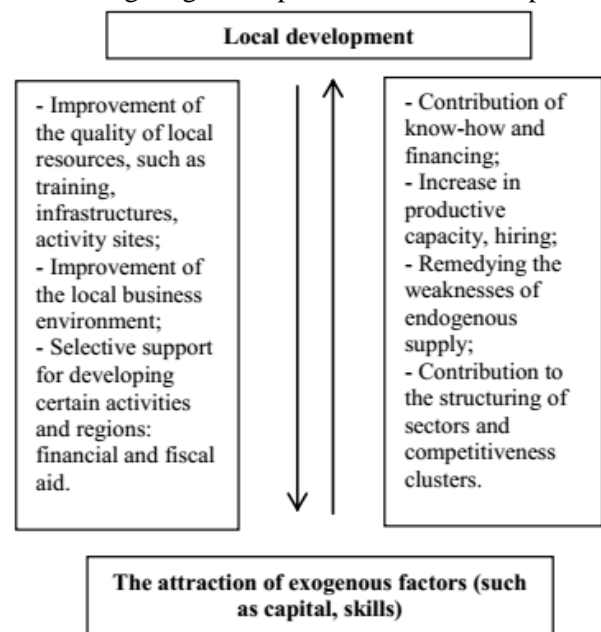 Local development
- Improvement of
the quality of local
resources, such as
training,
infrastructures,
activity sites;
- Improvement of
the local business
environment;
- Selective support
for developing
certain activities
and regions:
financial and fiscal
aid.
- Contribution of
know-how and
financing;
- Increase in
productive
capacity, hiring;
- Remedying the
weaknesses of
endogenous
supply;
- Contribution to
the structuring of
sectors and
competitiveness
clusters.
The attraction of exogenous factors (such
as capital, skills)